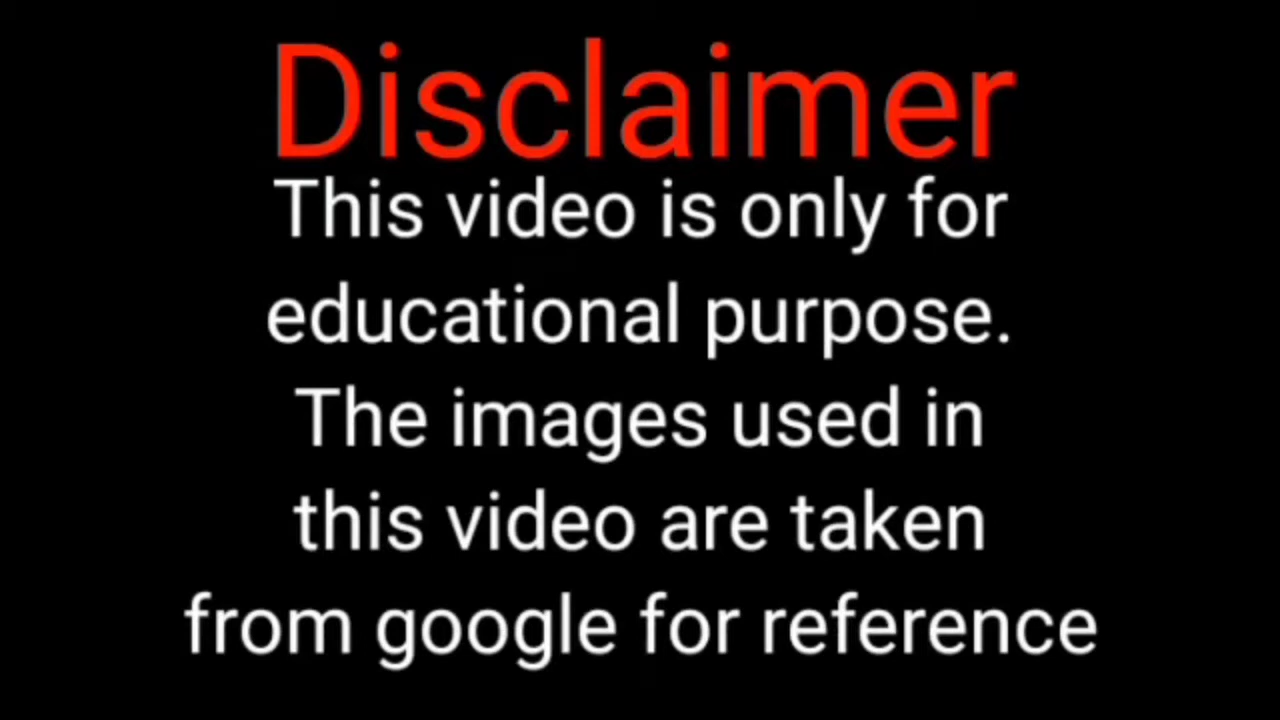 Disclaimer
This video is only for
educational purpose.
The images used in
this video are taken
from google for reference